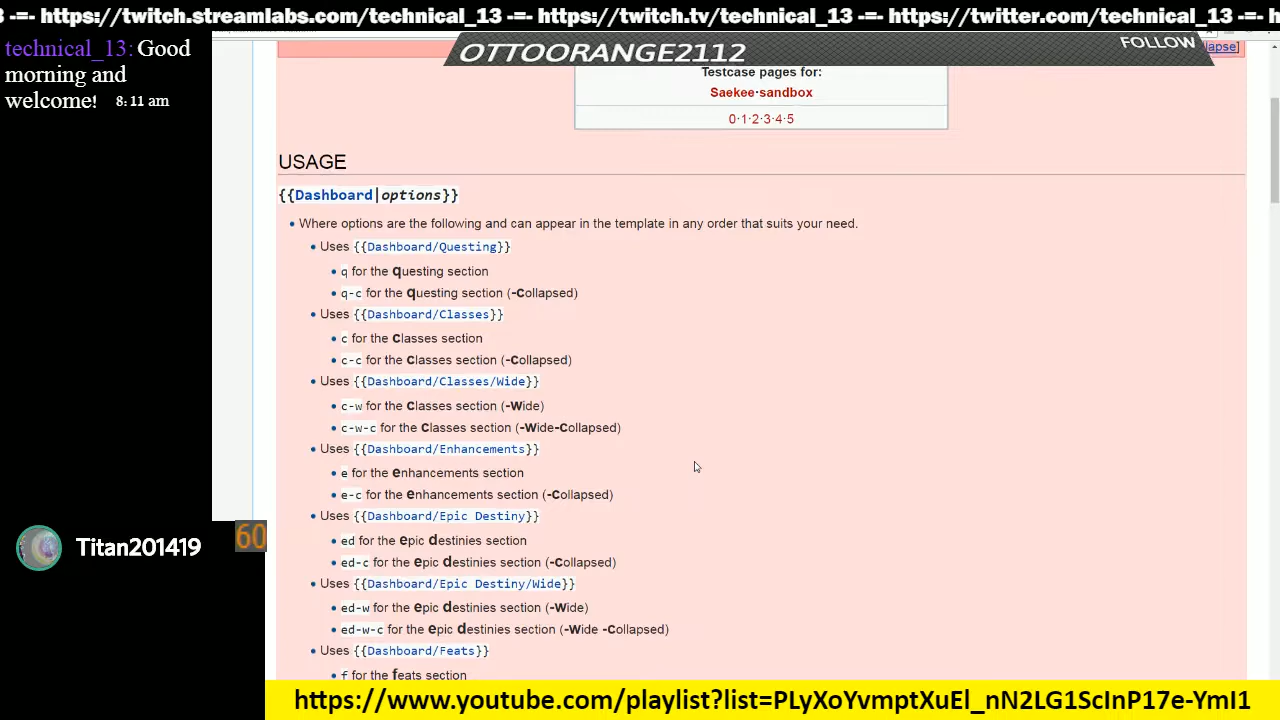 3 -=- https://twitch.streamlabs.com/technical_13 -=- https://twitch.tv/technical_13 -=- https://twitter.com/technical_13 -=- h
technical_13: Good morning and welcome! 8:11 am
OTTOORANGE2112
FOLLOW
lapse]
Testcase pages for:
Saekee·sandbox
0·1·2·3·4·5
USAGE
{{Dashboard|options}}
• Where options are the following and can appear in the template in any order that suits your need.
• Uses {{Dashboard/Questing}}
• q for the questing section
• q-c for the questing section (-Collapsed)
• Uses {{Dashboard/Classes}}
• c for the classes section
• c-c for the classes section (-Collapsed)
• Uses {{Dashboard/Classes/Wide}}
• c-w for the classes section (-Wide)
• c-w-c for the classes section (-Wide-Collapsed)
• Uses {{Dashboard/Enhancements}}
• e for the enhancements section
• e-c for the enhancements section (-Collapsed)
• Uses {{Dashboard/Epic Destiny}}
• ed for the epic destinies section
• ed-c for the epic destinies section (-Collapsed)
• Uses {{Dashboard/Epic Destiny/Wide}}
• ed-w for the epic destinies section (-Wide)
• ed-w-c for the epic destinies section (-Wide -Collapsed)
• Uses {{Dashboard/Feats}}
• f for the feats section
Titan201419
60
https://www.youtube.com/playlist?list=PLyXoYvmptXuEl_nN2LG1ScInP17e-YmI1